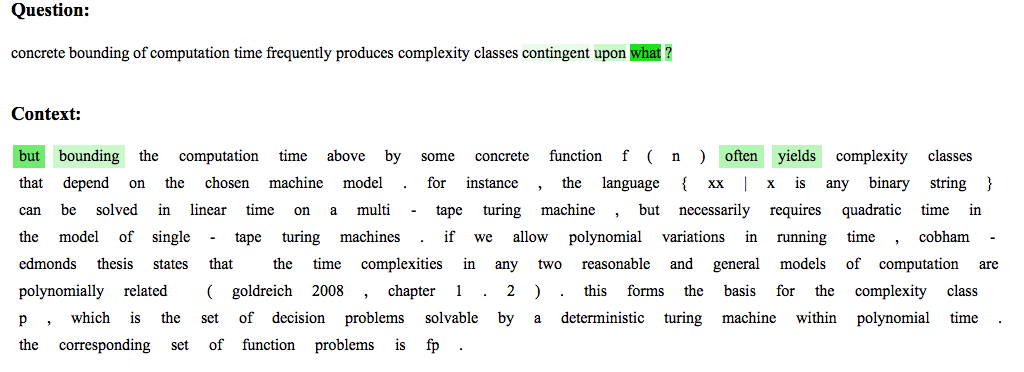 Question:
concrete bounding of computation time frequently produces complexity classes contingent upon what ?
Context:
but bounding the computation time above by some concrete function f ( n ) often yields complexity classes
that depend on the chosen machine model . for instance , the language { xx | x is any binary string }
can be solved in linear time on a multi - tape turing machine , but necessarily requires quadratic time in
the model of single - tape turing machines . if we allow polynomial variations in running time , cobham -
edmonds thesis states that the time complexities in any two reasonable and general models of computation are
polynomially related ( goldreich 2008 , chapter 1 . 2 ) . this forms the basis for the complexity class
p , which is the set of decision problems solvable by a deterministic turing machine within polynomial time .
the corresponding set of function problems is fp .